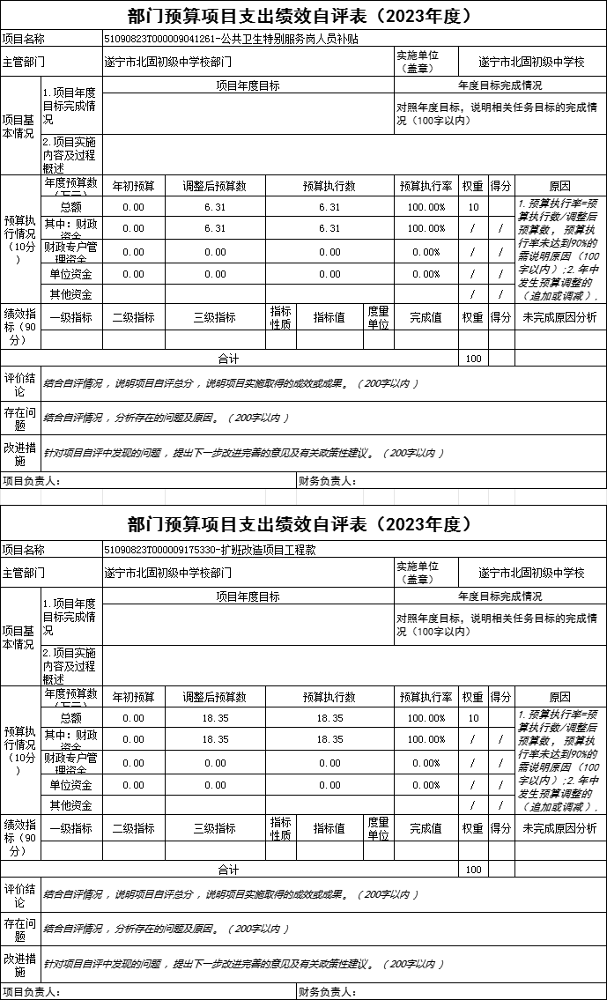 部门预算项目支出绩效自评表（2023年度）
项目名称 51090823T000009041261-公共卫生特别服务岗人员补贴
主管部门 遂宁市北固初级中学校部门 实施单位（盖章） 遂宁市北固初级中学校
项目基本情况
1.项目年度目标完成情况
项目年度目标 年度目标完成情况
对照年度目标，说明相关任务目标的完成情况（100字以内）
2.项目实施内容及过程概述
预算执行情况（10分）
年度预算数 年初预算 调整后预算数 预算执行数 预算执行率 权重 得分 原因
总额 0.00 6.31 6.31 100.00% 10
其中：财政资金 0.00 6.31 6.31 100.00% / /
财政专户管理资金 0.00 0.00 0.00 0.00% / /
单位资金 0.00 0.00 0.00 0.00% / /
其他资金 / /
1.预算执行率=预算执行数/调整后预算数，预算执行率未达到90%的需说明原因（100字以内）;2.年中发生预算调整的（追加或调减），
绩效指标（90分）
一级指标 二级指标 三级指标 指标性质 指标值 度量单位 完成值 权重 得分 未完成原因分析
合计 100
评价结论 结合自评情况，说明项目自评总分，说明项目实施取得的成效或成果。（200字以内）
存在问题 结合自评情况，分析存在的问题及原因。（200字以内）
改进措施 针对项目自评中发现的问题，提出下一步改进完善的意见及有关政策性建议。（200字以内）
项目负责人： 财务负责人：
部门预算项目支出绩效自评表（2023年度）
项目名称 51090823T000009175330-扩班改造项目工程款
主管部门 遂宁市北固初级中学校部门 实施单位（盖章） 遂宁市北固初级中学校
项目基本情况
1.项目年度目标完成情况
项目年度目标 年度目标完成情况
对照年度目标，说明相关任务目标的完成情况（100字以内）
2.项目实施内容及过程概述
预算执行情况（10分）
年度预算数 年初预算 调整后预算数 预算执行数 预算执行率 权重 得分 原因
总额 0.00 18.35 18.35 100.00% 10
其中：财政资金 0.00 18.35 18.35 100.00% / /
财政专户管理资金 0.00 0.00 0.00 0.00% / /
单位资金 0.00 0.00 0.00 0.00% / /
其他资金 / /
1.预算执行率=预算执行数/调整后预算数，预算执行率未达到90%的需说明原因（100字以内）;2.年中发生预算调整的（追加或调减），
绩效指标（90分）
一级指标 二级指标 三级指标 指标性质 指标值 度量单位 完成值 权重 得分 未完成原因分析
合计 100
评价结论 结合自评情况，说明项目自评总分，说明项目实施取得的成效或成果。（200字以内）
存在问题 结合自评情况，分析存在的问题及原因。（200字以内）
改进措施 针对项目自评中发现的问题，提出下一步改进完善的意见及有关政策性建议。（200字以内）
项目负责人： 财务负责人：